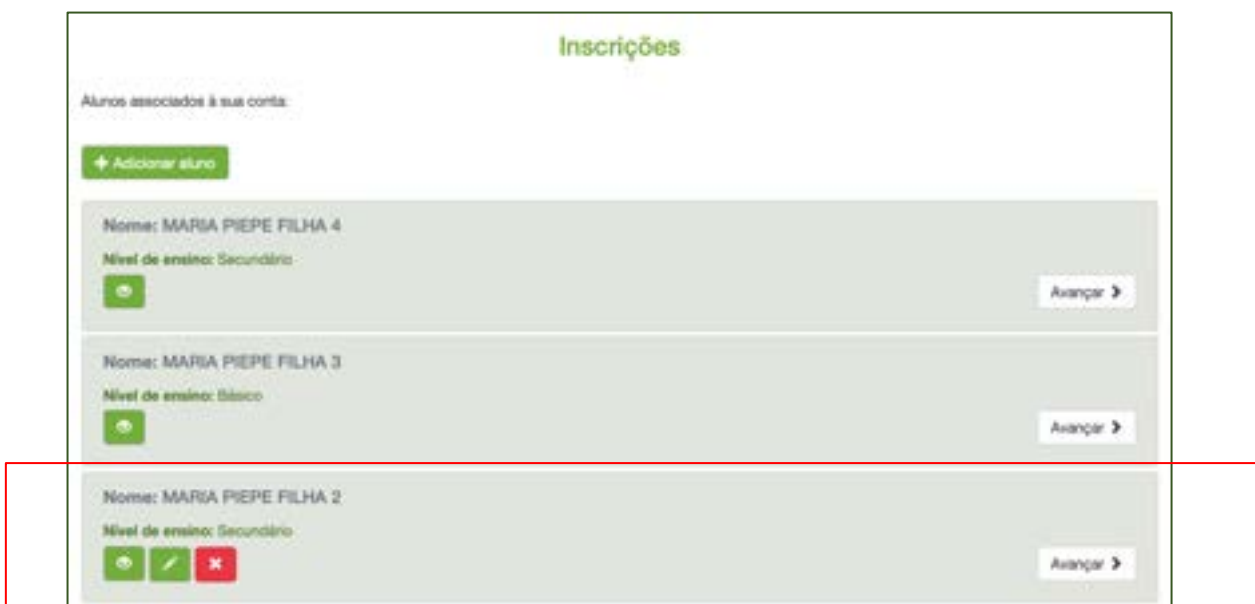 Inscrições
Alunos associados à sua conta:
+ Adicionar aluno
Nome: MARIA PIEPE FILHA 4
Nível de ensino: Secundário
Avançar
Nome: MARIA PIEPE FILHA 3
Nível de ensino: Básico
Avançar
Nome: MARIA PIEPE FILHA 2
Nível de ensino: Secundário
Avançar